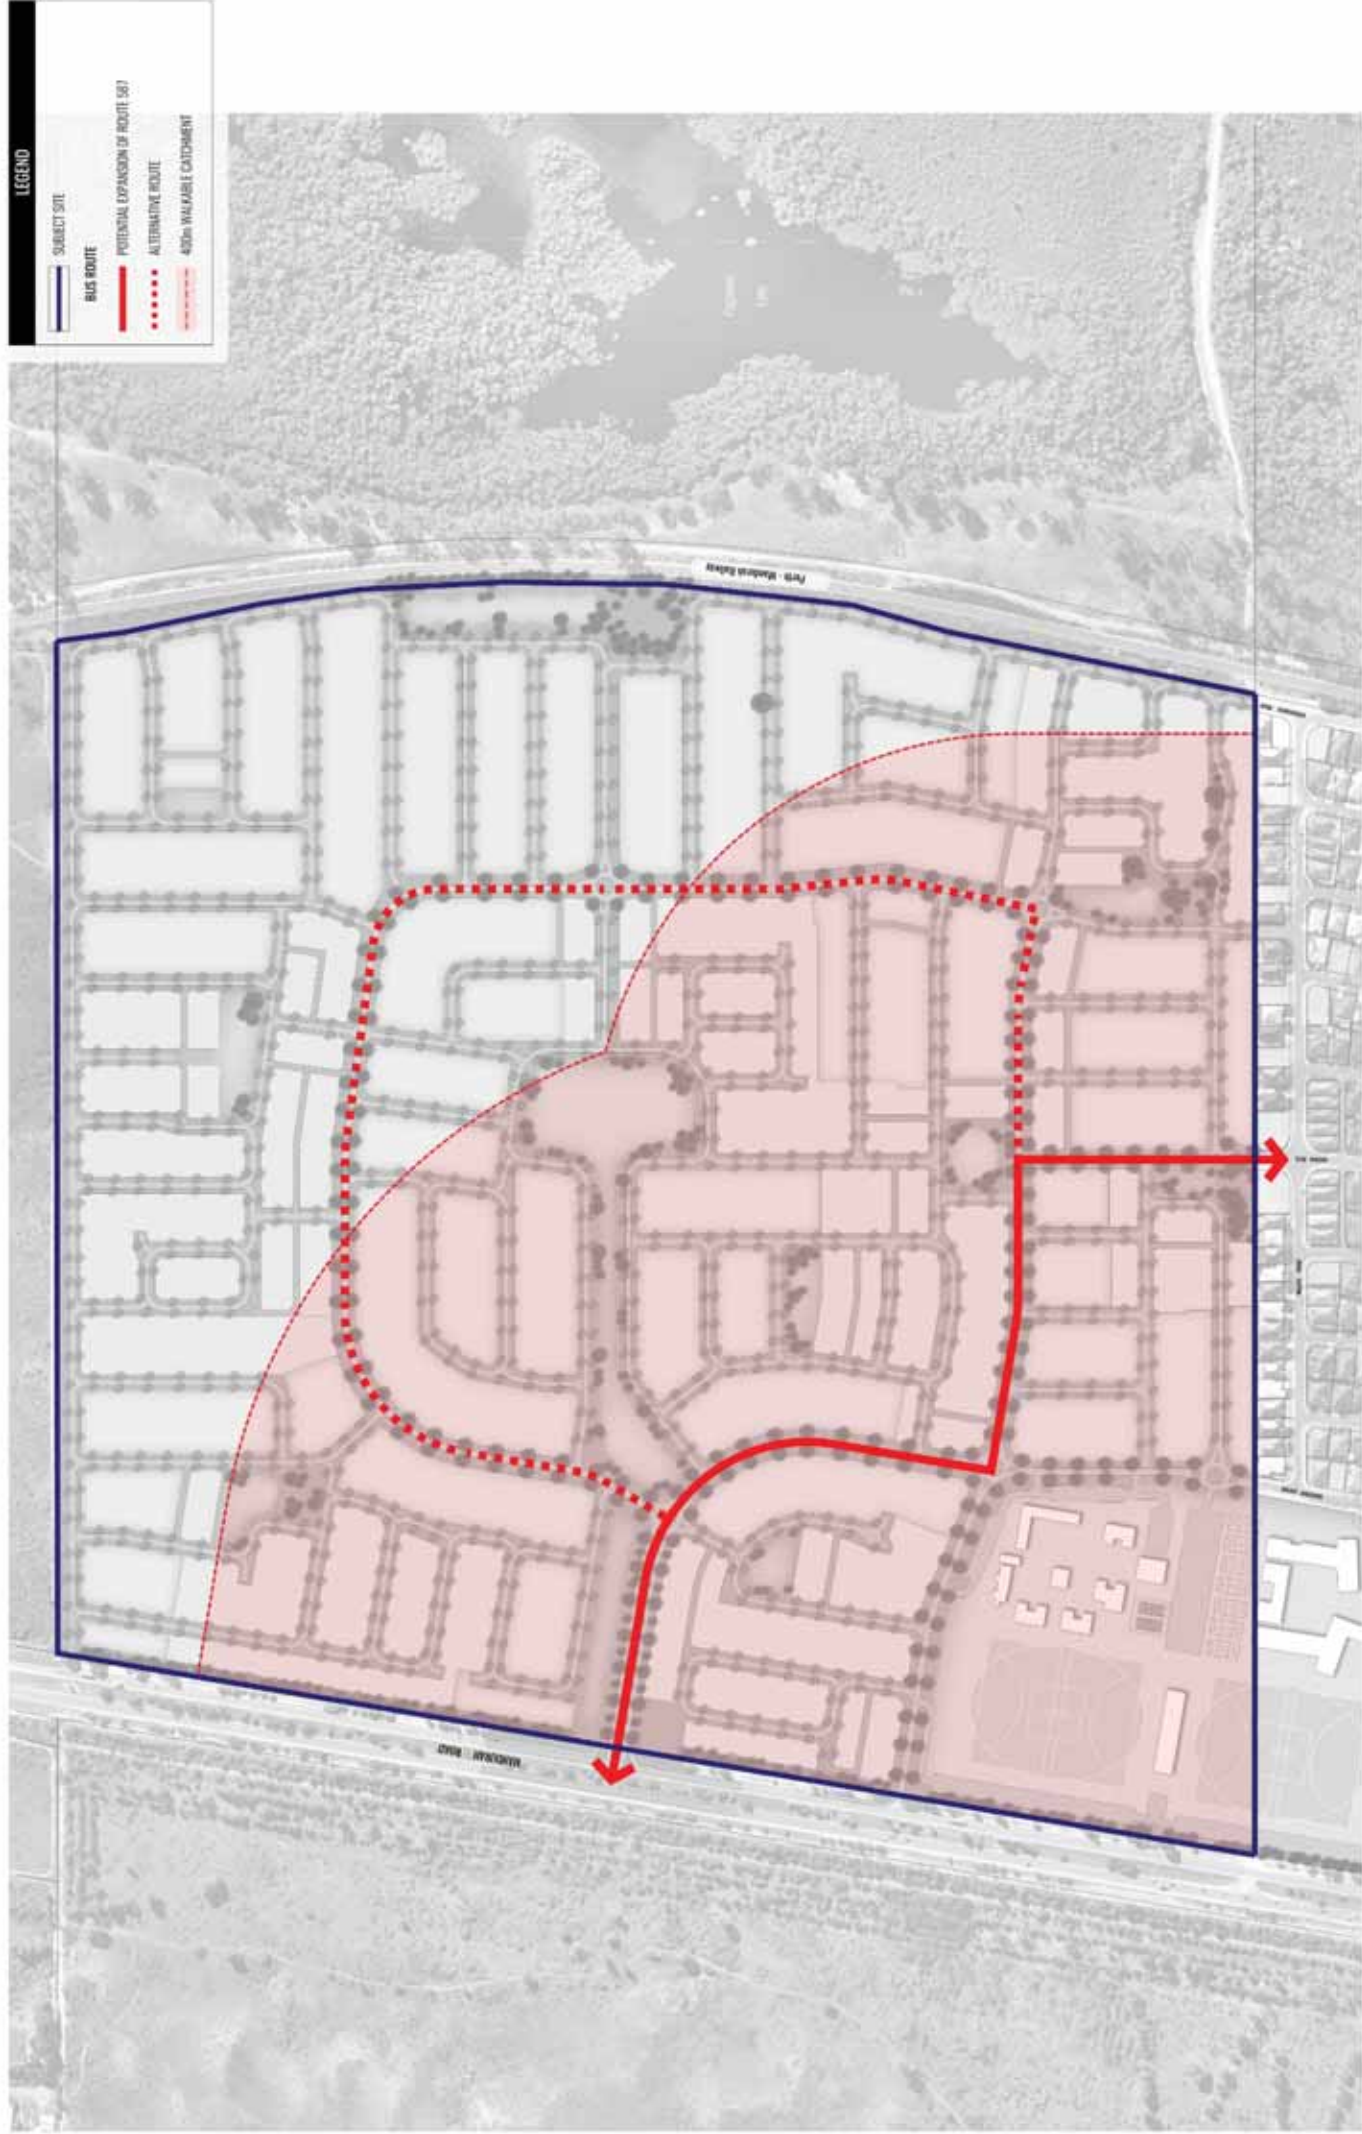 LEGEND
SUBJECT SITE
BUS ROUTE
POTENTIAL EXPANSION OF ROUTE 587
ALTERNATIVE ROUTE
400m WALKABLE CATCHMENT
Perth - Mandurah Railway
MANDURAH ROAD